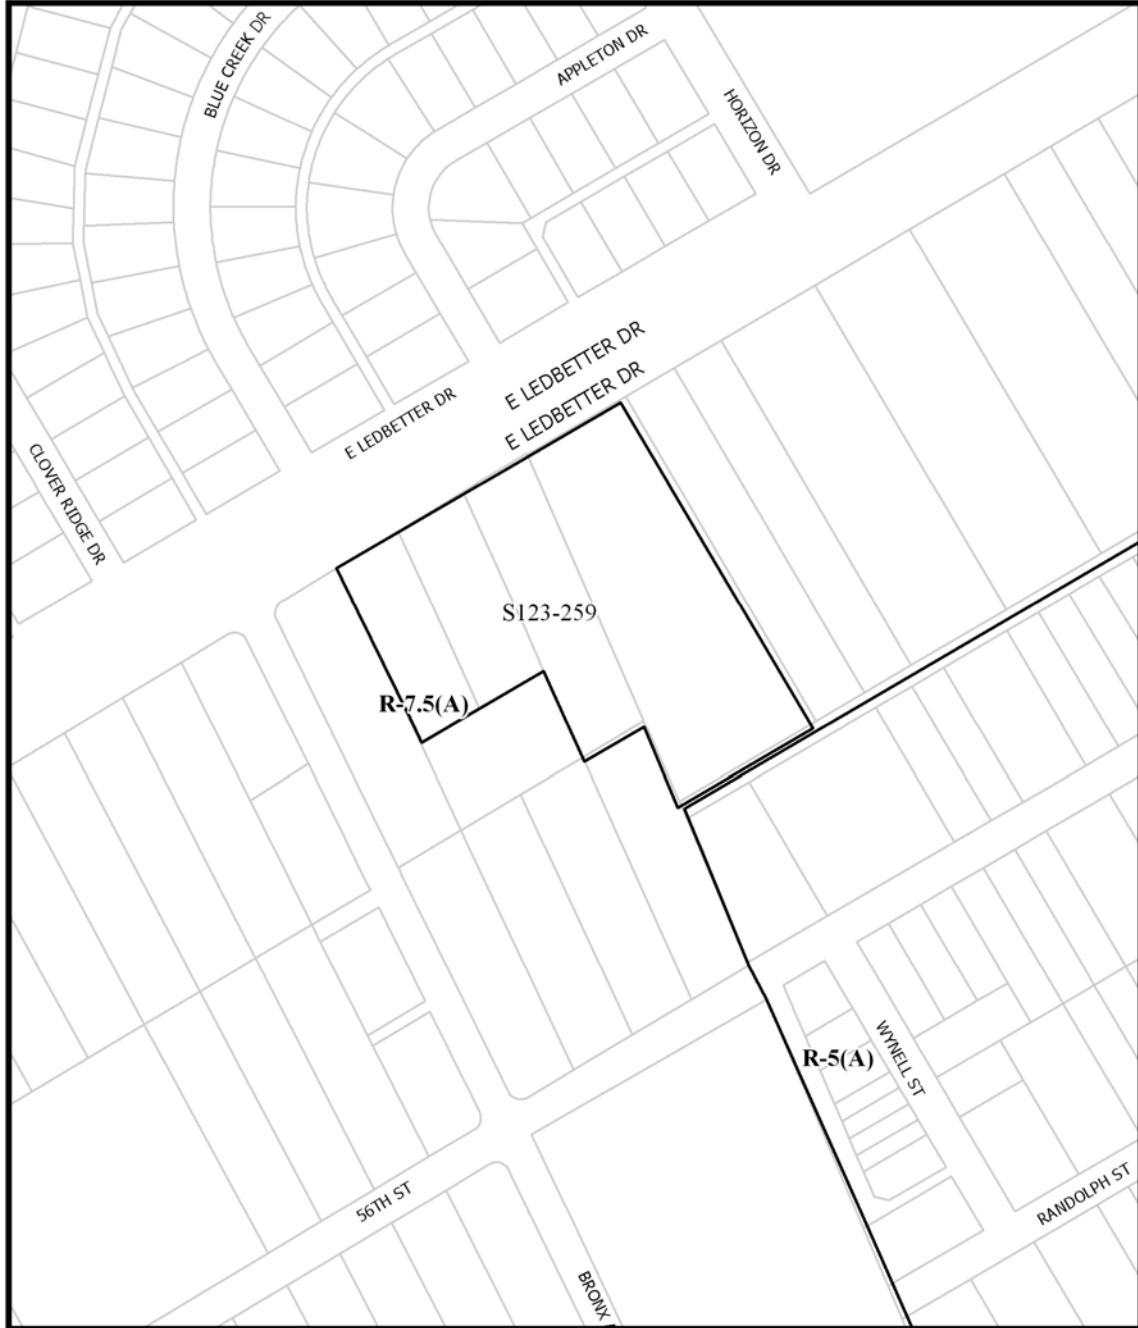 BLUE CREEK DR
APPLETON DR
HORIZON DR
E LEDBETTER DR
E LEDBETTER DR
E LEDBETTER DR
CLOVER RIDGE DR
S123-259
R-7.5(A)
WYNELL ST
R-5(A)
RANDOLPH ST
56TH ST
BRONX